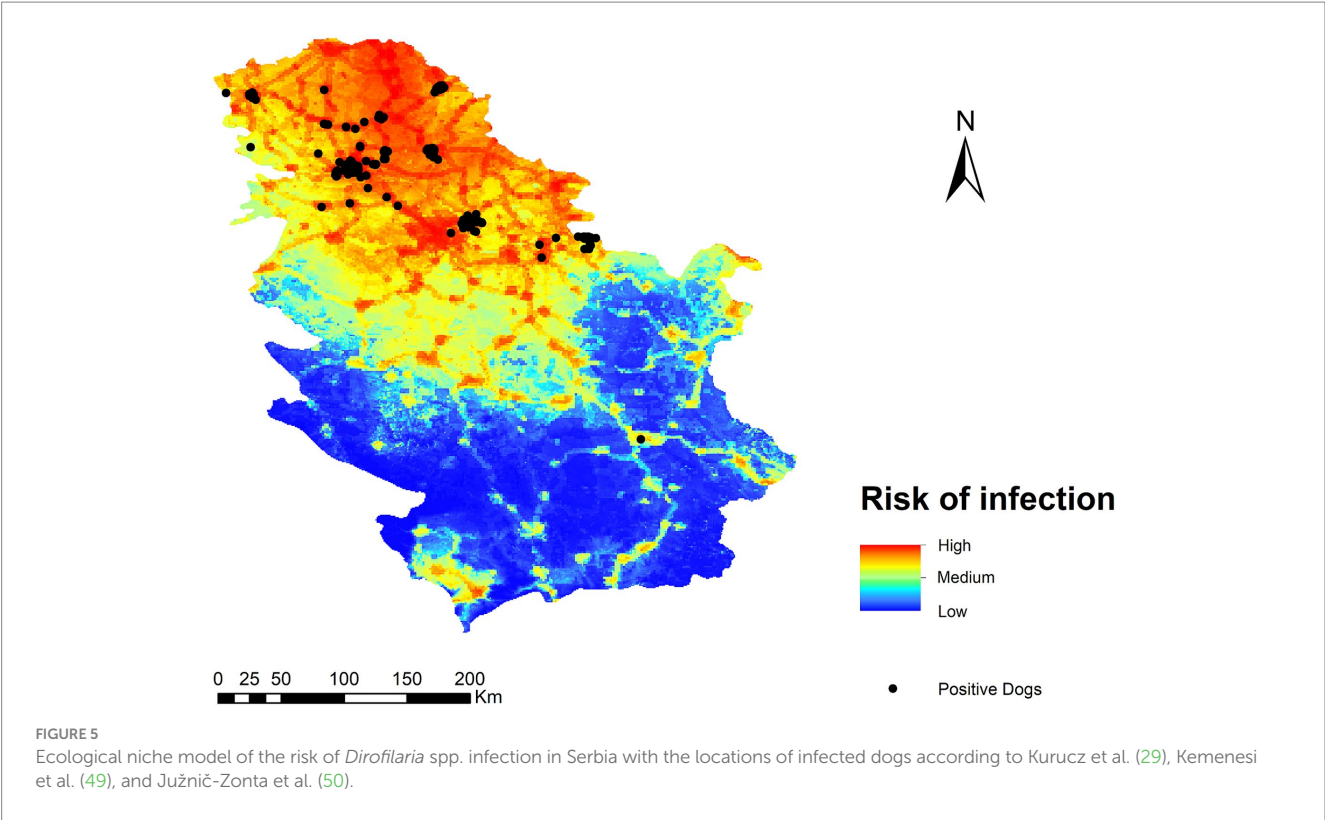 N
Risk of infection
High
Medium
Low
0 25 50 100 150 200
Km
Positive Dogs
FIGURE 5
Ecological niche model of the risk of Dirofilaria spp. infection in Serbia with the locations of infected dogs according to Kurucz et al. (29), Kemenesi
et al. (49), and Južnič-Zonta et al. (50).